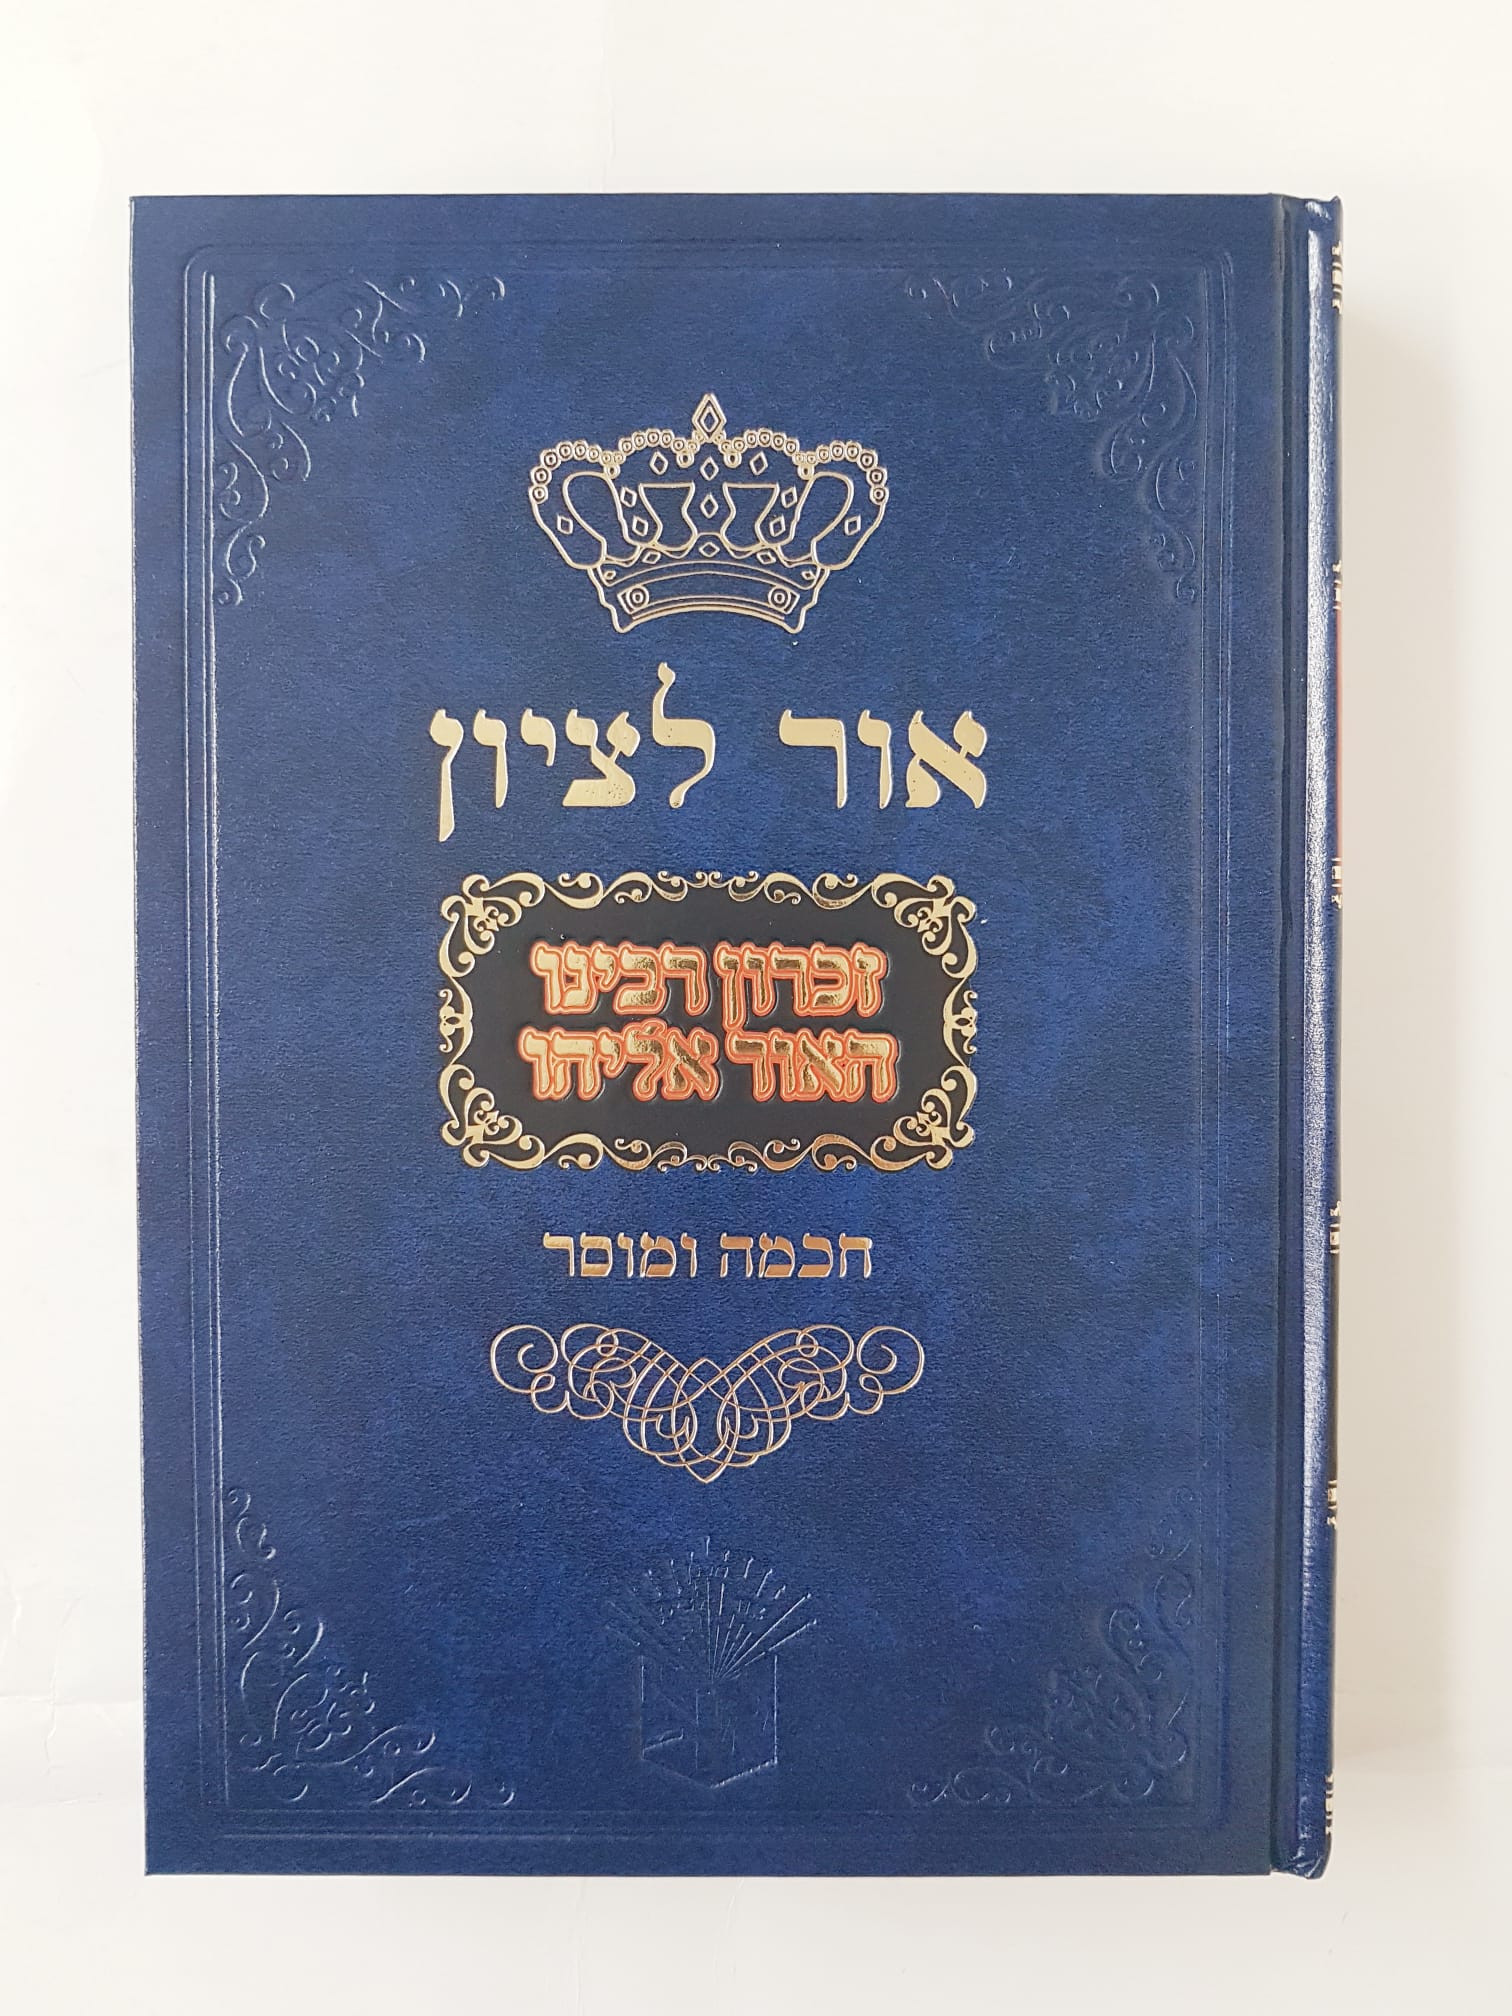 אור לציון
זכרון רבינו
האור אליהו
חכמה ומוסר